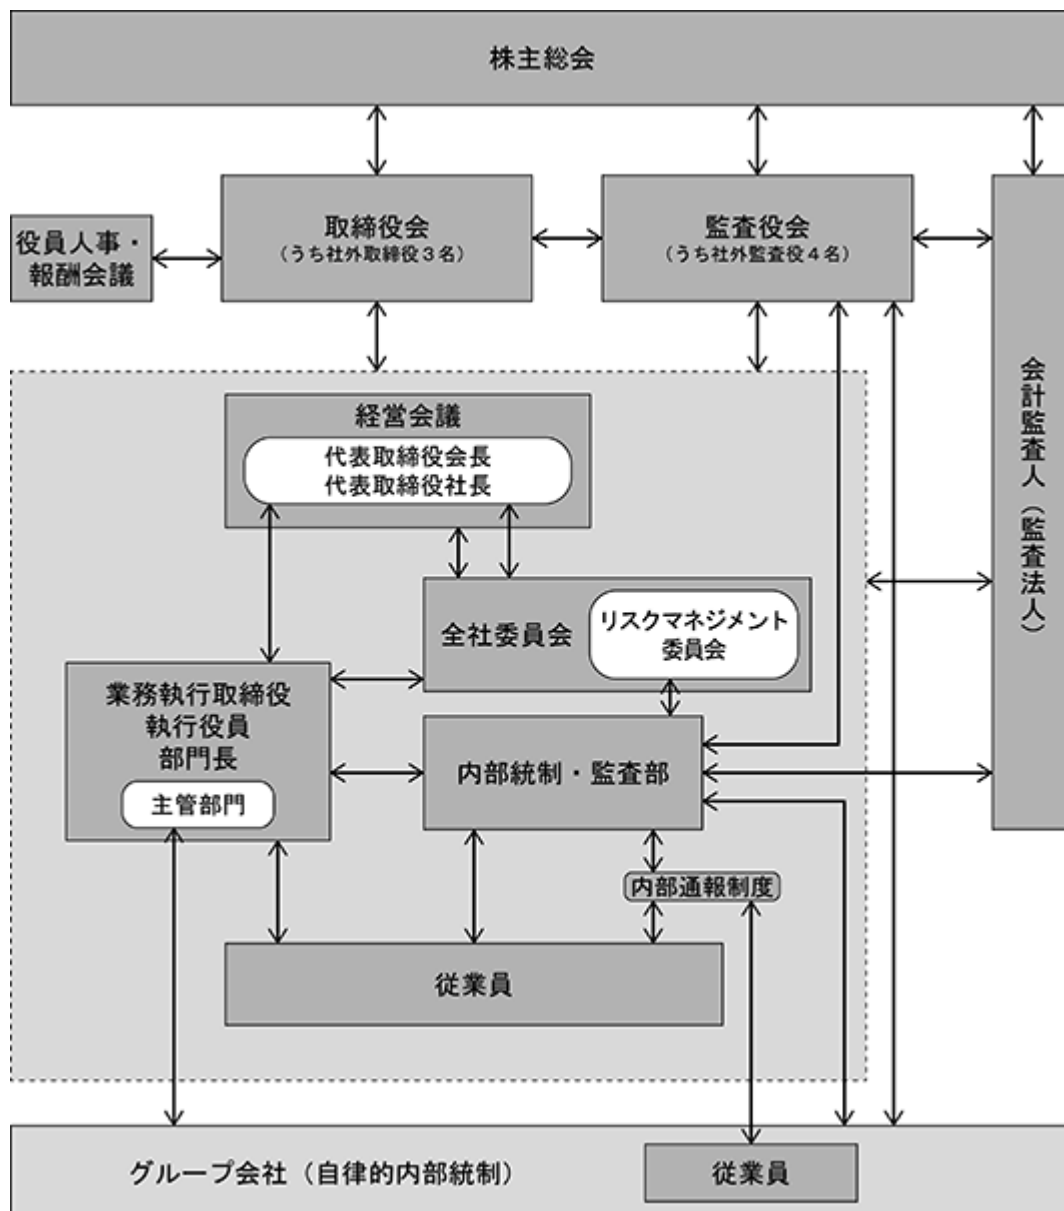 株主総会
取締役会
（うち社外取締役３名）
監査役会
（うち社外監査役４名）
役員人事・
報酬会議
会計監査人（監査法人）
経営会議
代表取締役会長
代表取締役社長
全社委員会
リスクマネジメント
委員会
業務執行取締役
執行役員
部門長
主管部門
内部統制・監査部
内部通報制度
従業員
グループ会社（自律的内部統制）
従業員